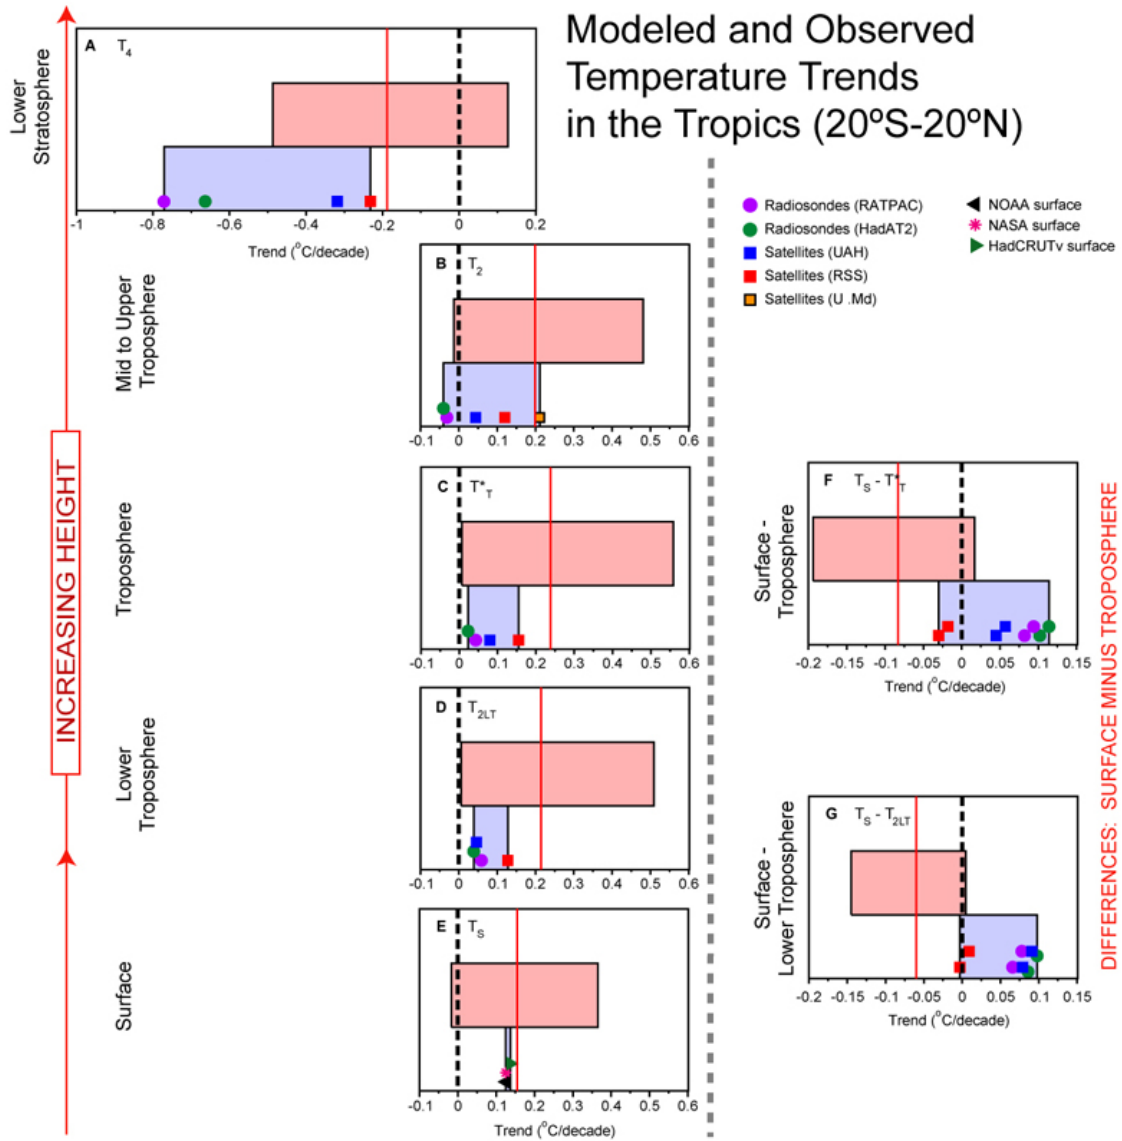 Modeled and Observed
Temperature Trends
in the Tropics (20ºS-20ºN)
Lower
Stratosphere
A T4
-1 -0.8 -0.6 -0.4 -0.2 0 0.2
Trend (°C/decade)
Radiosondes (RATPAC)
Radiosondes (HadAT2)
Satellites (UAH)
Satellites (RSS)
Satellites (U .Md)
NOAA surface
NASA surface
HadCRUTv surface
INCREASING HEIGHT
Mid to Upper
Troposphere
B T2
-0.1 0 0.1 0.2 0.3 0.4 0.5 0.6
Troposphere
C T*T
-0.1 0 0.1 0.2 0.3 0.4 0.5 0.6
Lower
Troposphere
D T2LT
-0.1 0 0.1 0.2 0.3 0.4 0.5 0.6
Surface
E TS
-0.1 0 0.1 0.2 0.3 0.4 0.5 0.6
Trend (°C/decade)
Surface -
Troposphere
F TS - T*T
-0.2 -0.15 -0.1 -0.05 0 0.05 0.1 0.15
Trend (°C/decade)
Surface -
Lower Troposphere
G TS - T2LT
-0.2 -0.15 -0.1 -0.05 0 0.05 0.1 0.15
Trend (°C/decade)
DIFFERENCES: SURFACE MINUS TROPOSPHERE